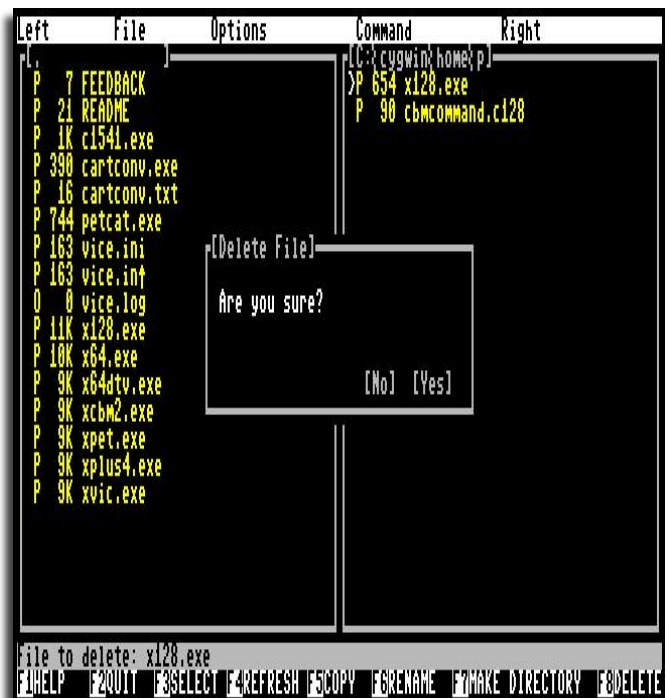 Left File Options Command Right
[. ] [C:\cygwin\home\p]
P 7 FEEDBACK
P 21 README
P 1K c1541.exe
P 390 cartconv.exe
P 16 cartconv.txt
P 744 petcat.exe
P 163 vice.ini
P 163 vice.in↑
O 0 vice.log
P 11K x128.exe
P 10K x64.exe
P 9K x64dtv.exe
P 9K xcbm2.exe
P 9K xpet.exe
P 9K xplus4.exe
P 9K xvic.exe
>P 654 x128.exe
P 90 cbmcommand.c128
[Delete File]
Are you sure?
[No] [Yes]
File to delete: x128.exe
F1HELP F2QUIT F3SELECT F4REFRESH F5COPY F6RENAME F7MAKE DIRECTORY F8DELETE